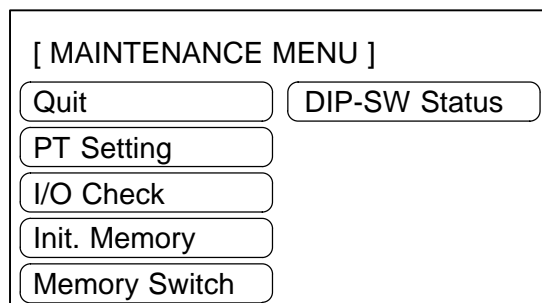 [ MAINTENANCE MENU ]
Quit
DIP-SW Status
PT Setting
I/O Check
Init. Memory
Memory Switch